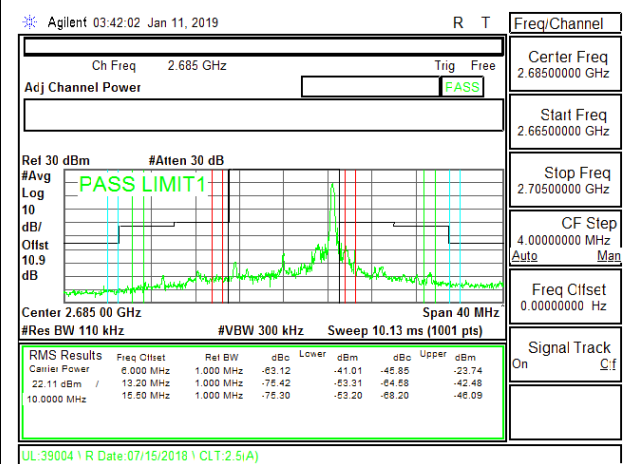 Agilent 03:42:02 Jan 11, 2019 R T
Ch Freq 2.685 GHz Trig Free
Adj Channel Power PASS
Ref 30 dBm #Atten 30 dB
#Avg
Log
10
dB/
Offst
10.9
dB
PASS LIMIT1
Center 2.685 00 GHz Span 40 MHz
#Res BW 110 kHz #VBW 300 kHz Sweep 10.13 ms (1001 pts)
RMS Results Freq Offset Ref BW dBc Lower dBm dBc Upper dBm
Carrier Power 6.000 MHz 1.000 MHz -63.12 -41.01 -45.85 -23.74
22.11 dBm / 13.20 MHz 1.000 MHz -75.42 -53.31 -64.58 -42.48
10.0000 MHz 15.50 MHz 1.000 MHz -75.30 -53.20 -68.20 -46.09
UL:39004 \ R Date:07/15/2018 \ CLT:2.5(A)
Freq/Channel
Center Freq
2.68500000 GHz
Start Freq
2.66500000 GHz
Stop Freq
2.70500000 GHz
CF Step
4.00000000 MHz
Auto Man
Freq Offset
0.00000000 Hz
Signal Track
On Off